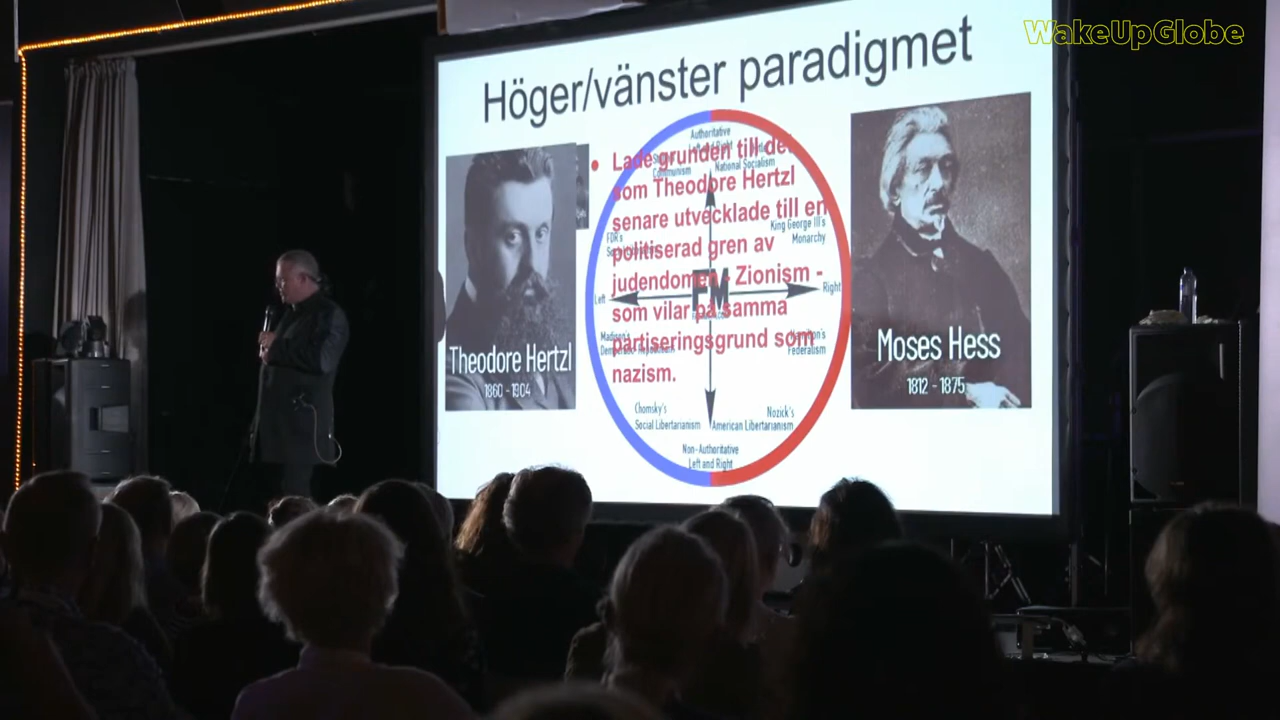 WakeUpGlobe
Höger/vänster paradigmet
Authoritative
Left and Right
Communism
National Socialism
• Lade grunden till det
som Theodore Hertzl
senare utvecklade till en
politiserad gren av
judendomen - Zionism -
som vilar på samma
partiseringsgrund som
nazism.
King George III's
Monarchy
FDR's
Left
FM
Right
Madison's
Federalism
Chomsky's
Social Libertarianism
Nozick's
American Libertarianism
Non-Authoritative
Left and Right
Theodore Hertzl
1860 - 1904
Moses Hess
1812 - 1875